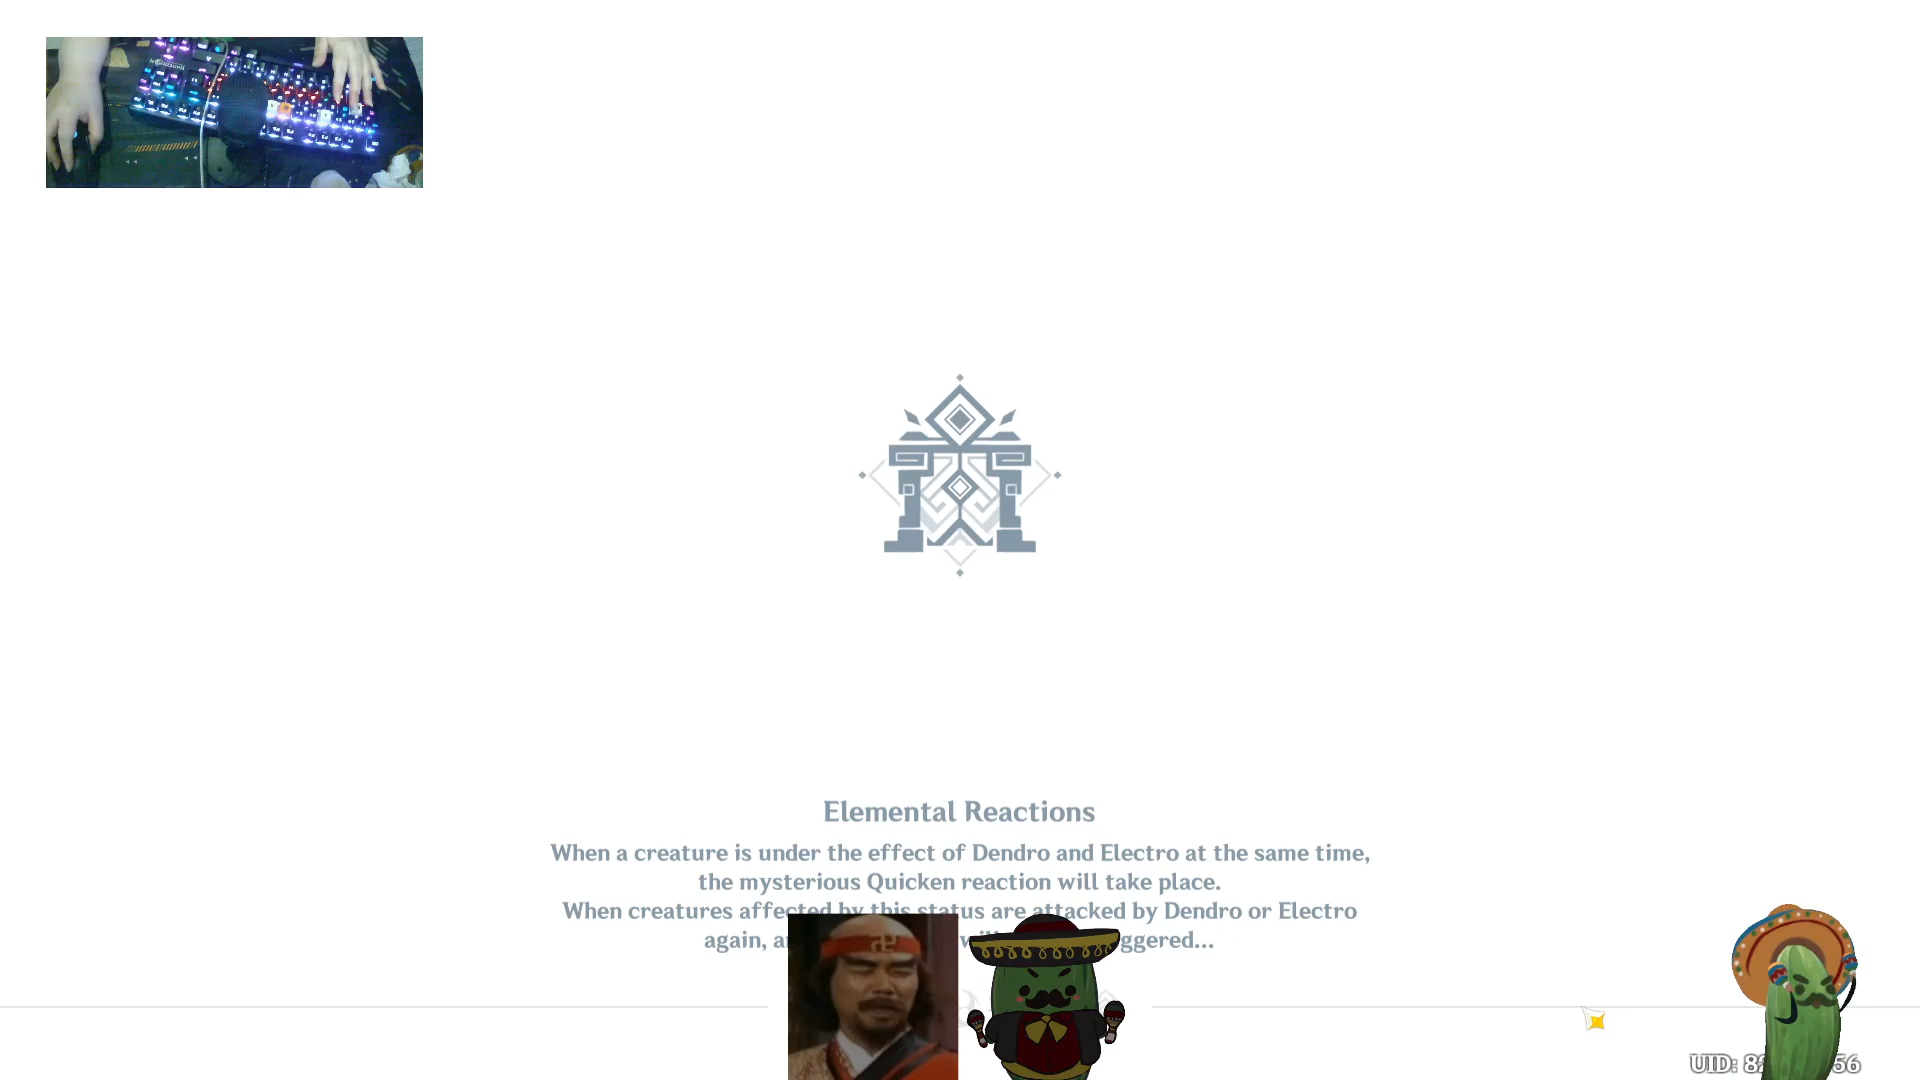 Elemental Reactions
When a creature is under the effect of Dendro and Electro at the same time,
the mysterious Quicken reaction will take place.
When creatures affected by this status are attacked by Dendro or Electro
again, ggered...
UID: 82 56